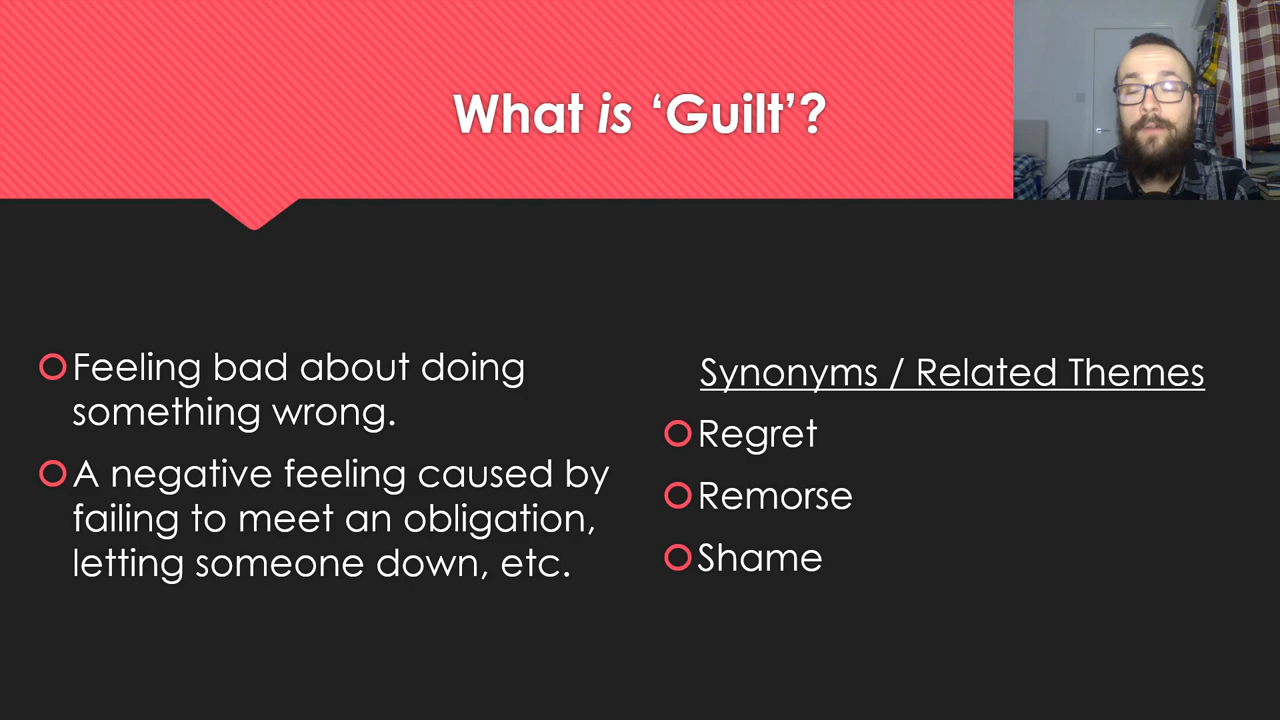 What is ‘Guilt’?
Feeling bad about doing
something wrong.
A negative feeling caused by
failing to meet an obligation,
letting someone down, etc.
Synonyms / Related Themes
Regret
Remorse
Shame